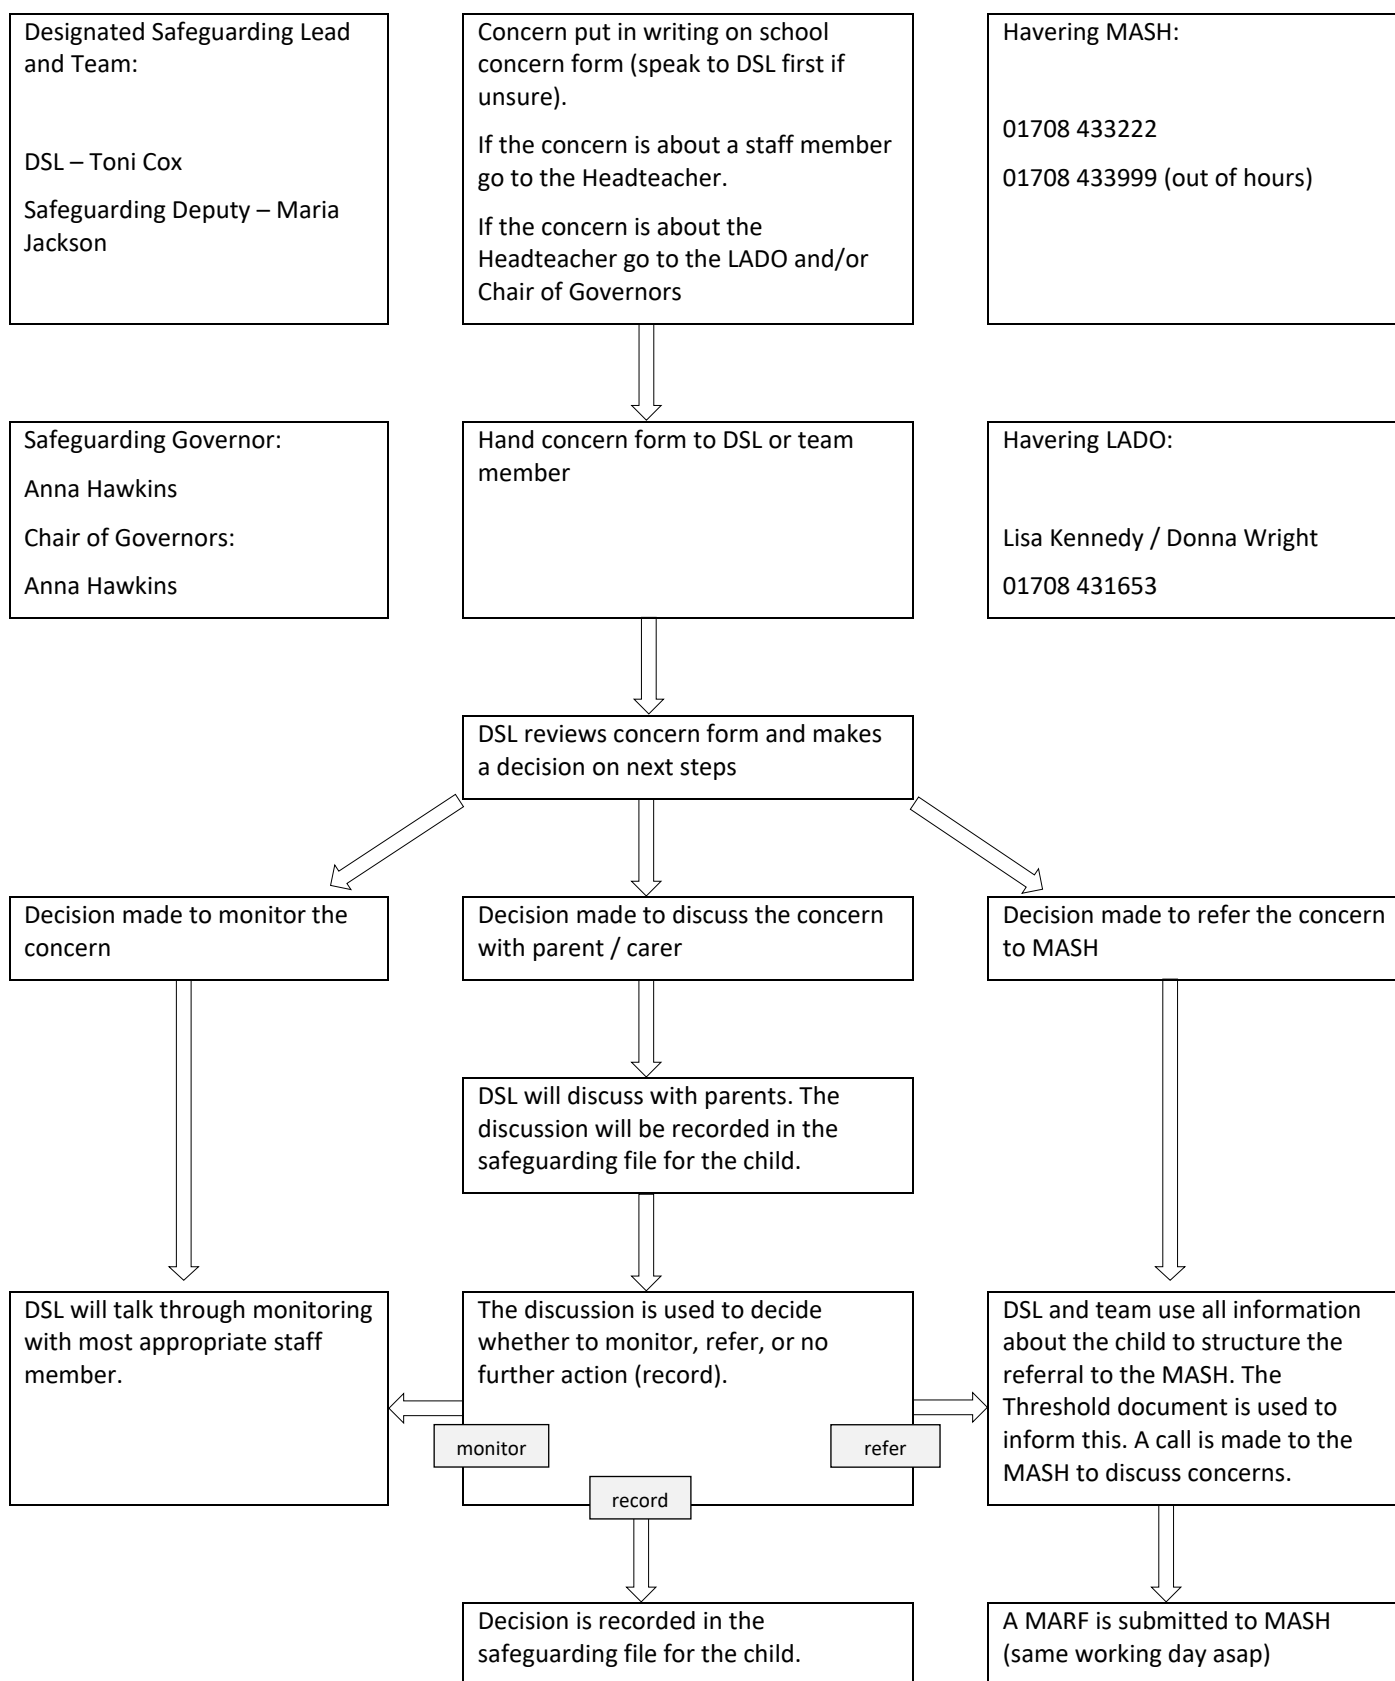 Designated Safeguarding Lead
and Team:
DSL – Toni Cox
Safeguarding Deputy – Maria
Jackson
Concern put in writing on school
concern form (speak to DSL first if
unsure).
If the concern is about a staff member
go to the Headteacher.
If the concern is about the
Headteacher go to the LADO and/or
Chair of Governors
Havering MASH:
01708 433222
01708 433999 (out of hours)
Safeguarding Governor:
Anna Hawkins
Chair of Governors:
Anna Hawkins
Hand concern form to DSL or team
member
Havering LADO:
Lisa Kennedy / Donna Wright
01708 431653
DSL reviews concern form and makes
a decision on next steps
Decision made to monitor the
concern
Decision made to discuss the concern
with parent / carer
Decision made to refer the concern
to MASH
DSL will discuss with parents. The
discussion will be recorded in the
safeguarding file for the child.
DSL will talk through monitoring
with most appropriate staff
member.
The discussion is used to decide
whether to monitor, refer, or no
further action (record).
monitor
refer
record
DSL and team use all information
about the child to structure the
referral to the MASH. The
Threshold document is used to
inform this. A call is made to the
MASH to discuss concerns.
Decision is recorded in the
safeguarding file for the child.
A MARF is submitted to MASH
(same working day asap)